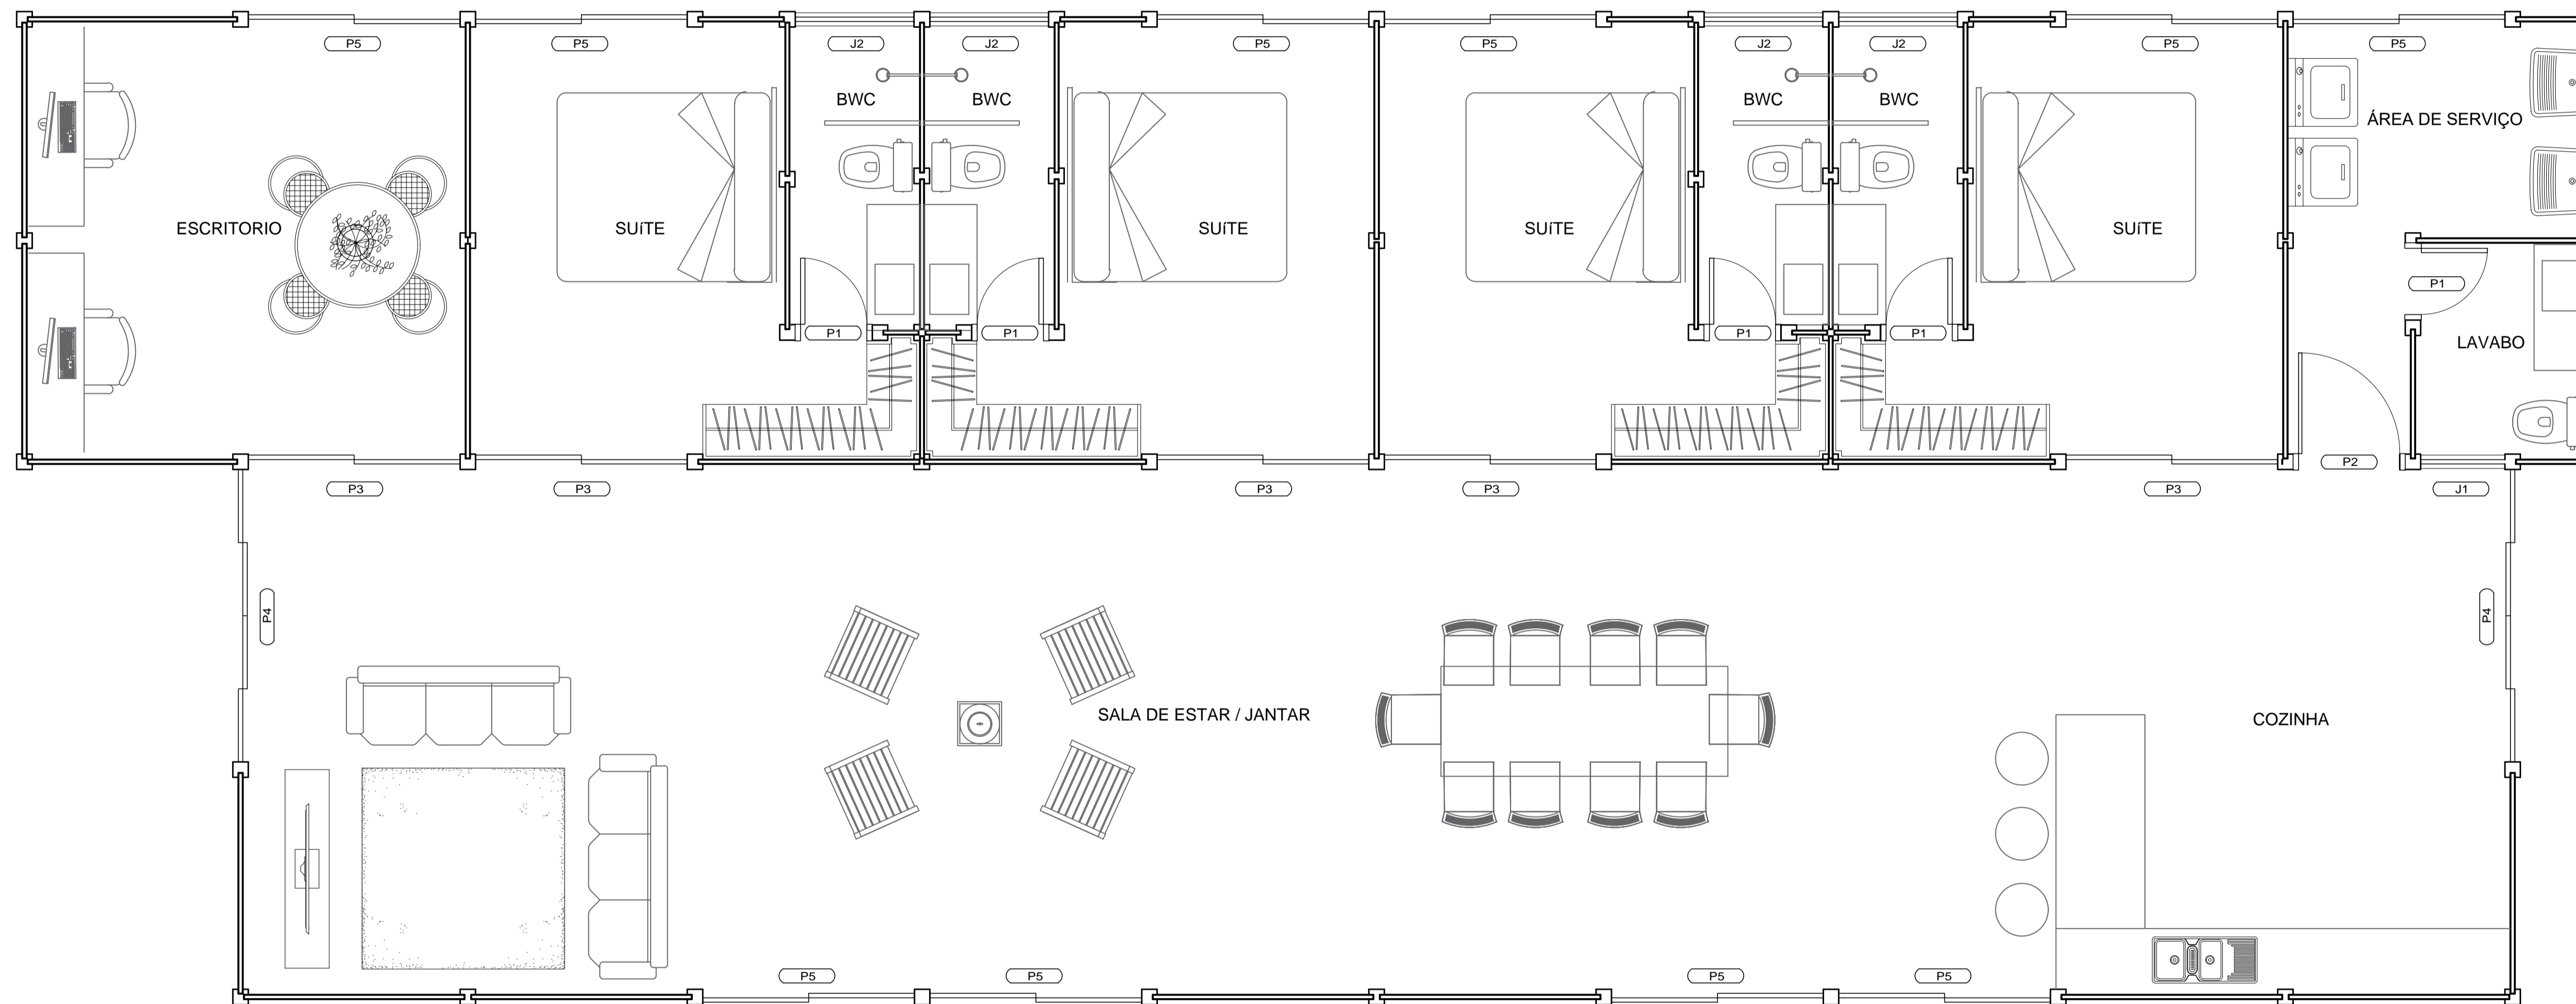 P5
P5
J2
J2
P5
P5
J2
J2
P5
P5
BWC
BWC
BWC
BWC
ÁREA DE SERVIÇO
ESCRITORIO
SUíTE
SUíTE
SUíTE
SUíTE
P1
P1
P1
P1
P1
LAVABO
P2
P3
P3
P3
P3
P3
J1
P4
P4
SALA DE ESTAR / JANTAR
COZINHA
P5
P5
P5
P5